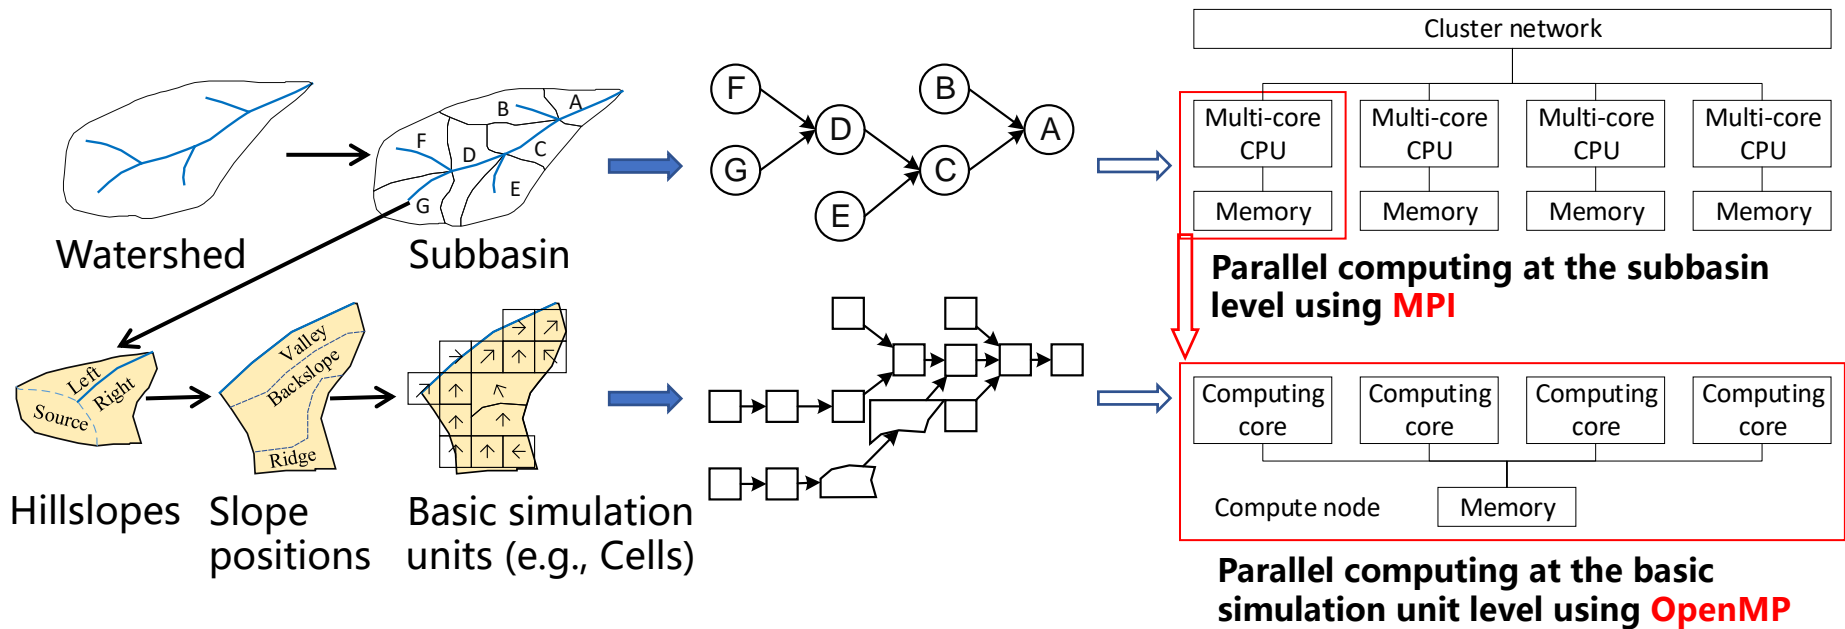 Watershed
B
A
F
D
C
E
G
Subbasin
F
B
D
A
G
C
E
Cluster network
Multi-core
CPU
Multi-core
CPU
Multi-core
CPU
Multi-core
CPU
Memory
Memory
Memory
Memory
Parallel computing at the subbasin
level using MPI
Left
Right
Source
Hillslopes
Valley
Backslope
Ridge
Slope
positions
Basic simulation
units (e.g., Cells)
Computing
core
Computing
core
Computing
core
Computing
core
Compute node
Memory
Parallel computing at the basic
simulation unit level using OpenMP